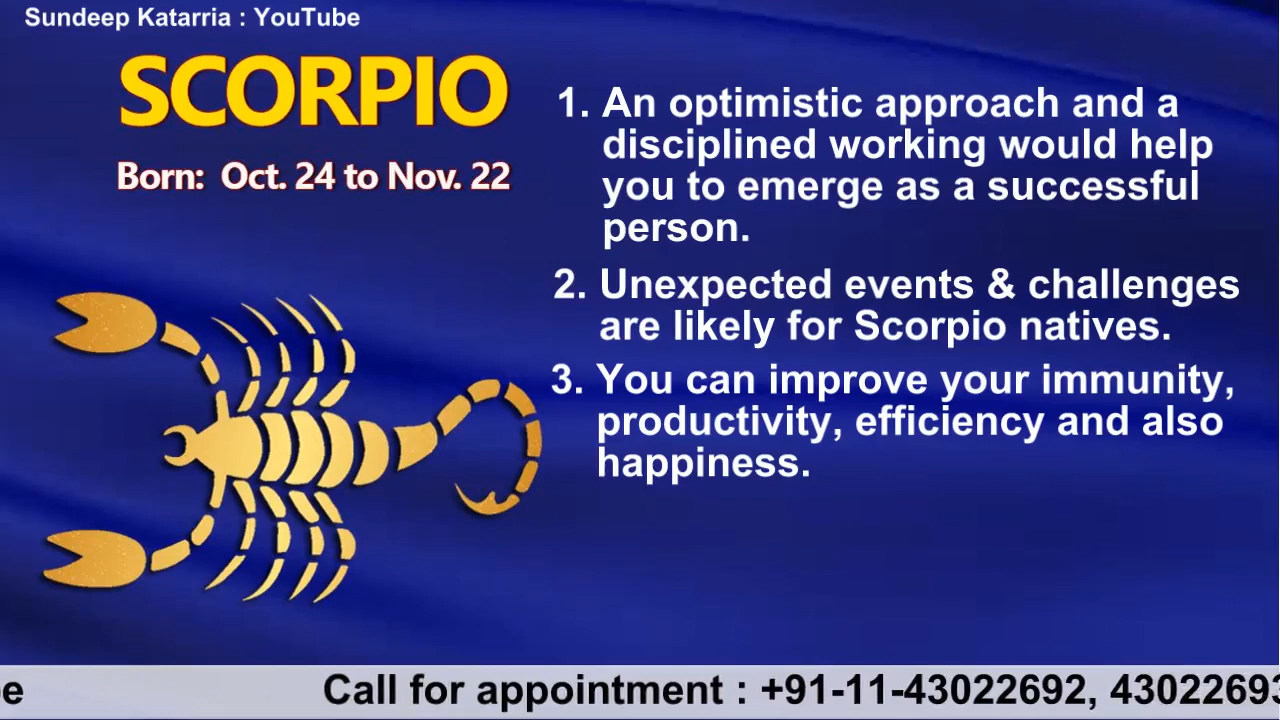 Sundeep Katarria : YouTube
SCORPIO
Born: Oct. 24 to Nov. 22
1. An optimistic approach and a
disciplined working would help
you to emerge as a successful
person.
2. Unexpected events & challenges
are likely for Scorpio natives.
3. You can improve your immunity,
productivity, efficiency and also
happiness.
Call for appointment : +91-11-43022692, 43022693